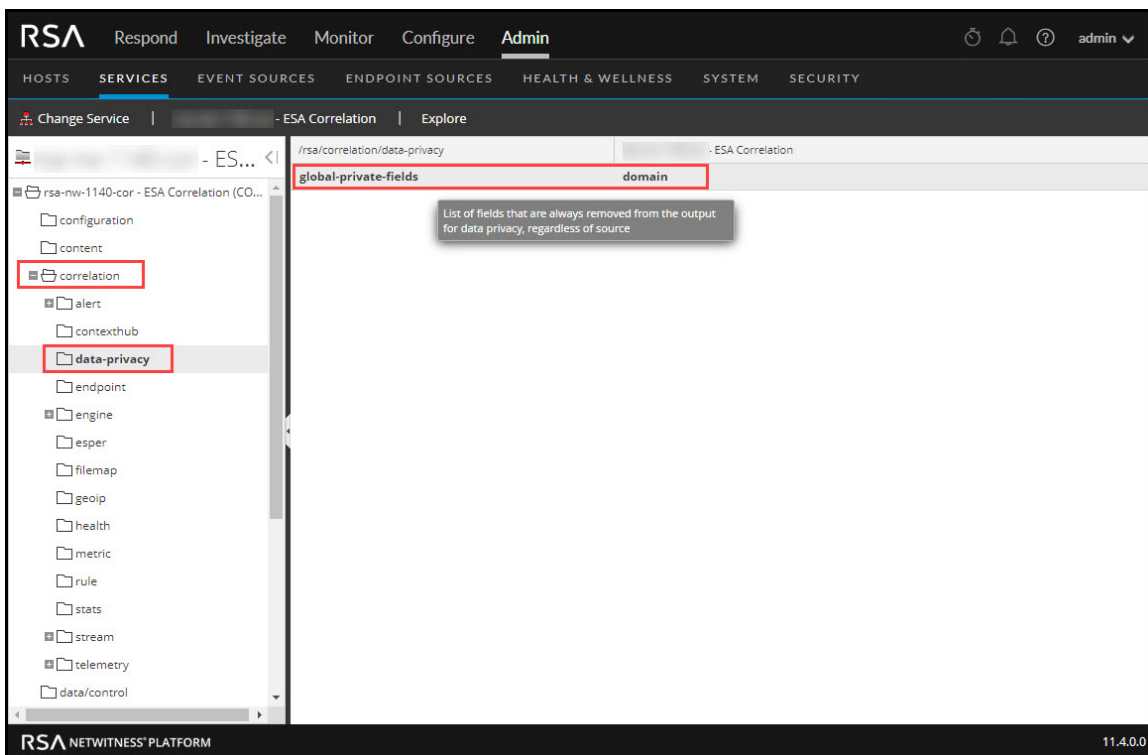 RSA Respond Investigate Monitor Configure Admin admin
HOSTS SERVICES EVENT SOURCES ENDPOINT SOURCES HEALTH & WELLNESS SYSTEM SECURITY
Change Service | - ESA Correlation | Explore
- ES...
/rsa/correlation/data-privacy - ESA Correlation
global-private-fields domain
List of fields that are always removed from the output
for data privacy, regardless of source
rsa-nw-1140-cor - ESA Correlation (CO...
configuration
content
correlation
alert
contexthub
data-privacy
endpoint
engine
esper
filemap
geoip
health
metric
rule
stats
stream
telemetry
data/control
RSA NETWITNESS® PLATFORM 11.4.0.0